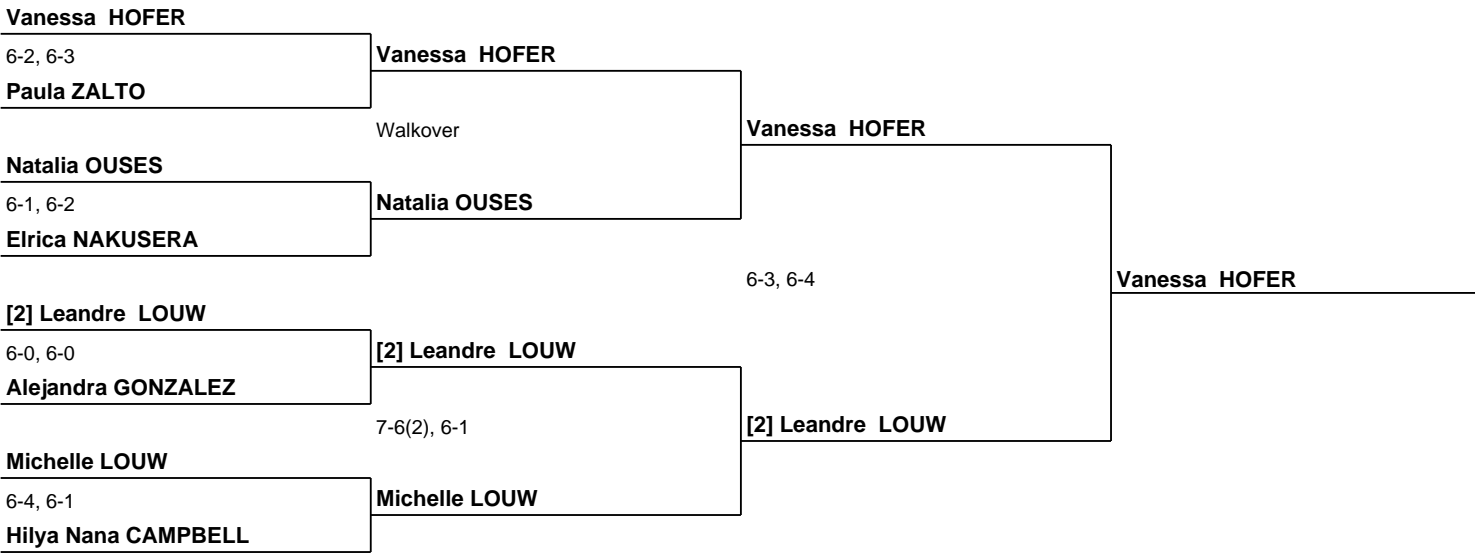 Vanessa  HOFER
6-2, 6-3
Vanessa  HOFER
Paula ZALTO
Walkover
Vanessa  HOFER
Natalia OUSES
6-1, 6-2
Natalia OUSES
Elrica NAKUSERA
6-3, 6-4
Vanessa  HOFER
[2] Leandre  LOUW
6-0, 6-0
[2] Leandre  LOUW
Alejandra GONZALEZ
7-6(2), 6-1
[2] Leandre  LOUW
Michelle LOUW
6-4, 6-1
Michelle LOUW
Hilya Nana CAMPBELL